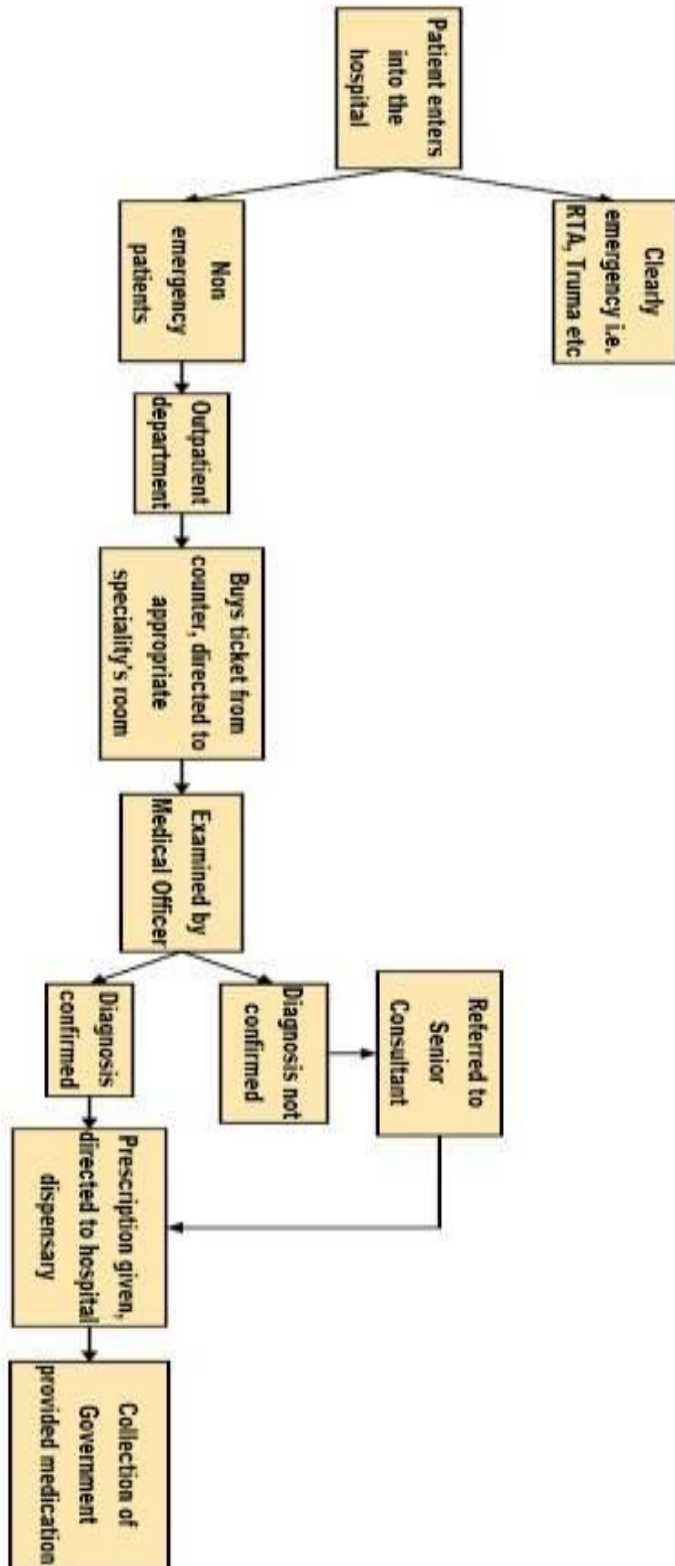 Patient enters
into the
hospital
Clearly
emergency i.e.
RTA, Truma etc
Non
emergency
patients
Outpatient
department
Buys ticket from
counter, directed to
appropriate
speciality's room
Examined by
Medical Officer
Referred to
Senior
Consultant
Diagnosis not
confirmed
Diagnosis
confirmed
Prescription given,
directed to hospital
dispensary
Collection of
Government
provided medication